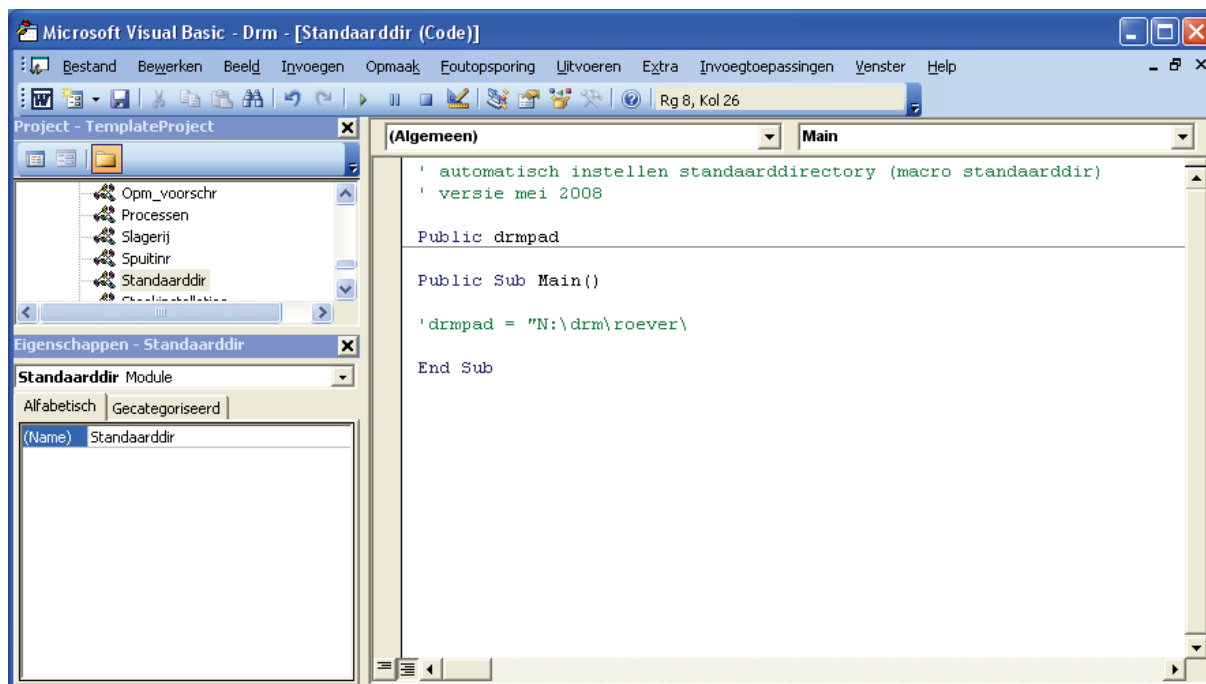 Microsoft Visual Basic - Drm - [Standaarddir (Code)]
Bestand Bewerken Beeld Invoegen Opmaak Foutopsporing Uitvoeren Extra Invoegtoepassingen Venster Help
Rg 8, Kol 26
Project - TemplateProject
Opm_voorschr
Processen
Slagerij
Spuitinr
Standaarddir
Eigenschappen - Standaarddir
Standaarddir Module
Alfabetisch Gecategoriseerd
(Name) Standaarddir
(Algemeen) Main
' automatisch instellen standaarddirectory (macro standaarddir)
' versie mei 2008
Public drmpad
Public Sub Main()
'drmpad = "N:\drm\roever\
End Sub